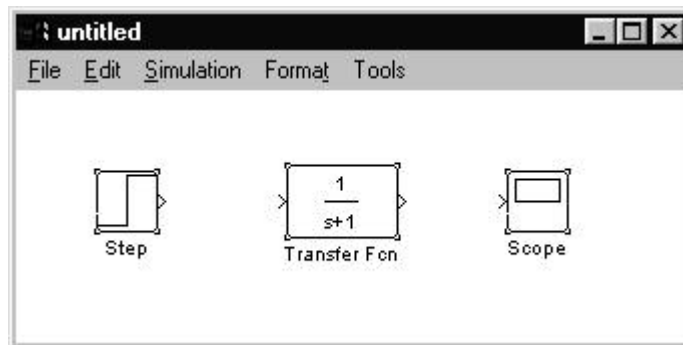 untitled
File Edit Simulation Format Tools
1
s+1
Step
Transfer Fcn
Scope